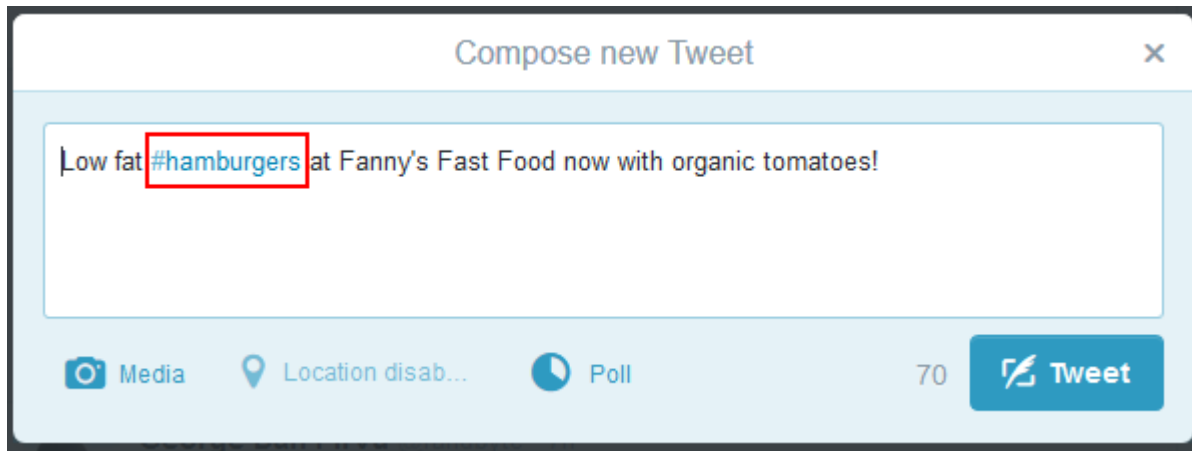 Compose new Tweet ×
Low fat #hamburgers at Fanny's Fast Food now with organic tomatoes!
Media Location disab... Poll 70 Tweet